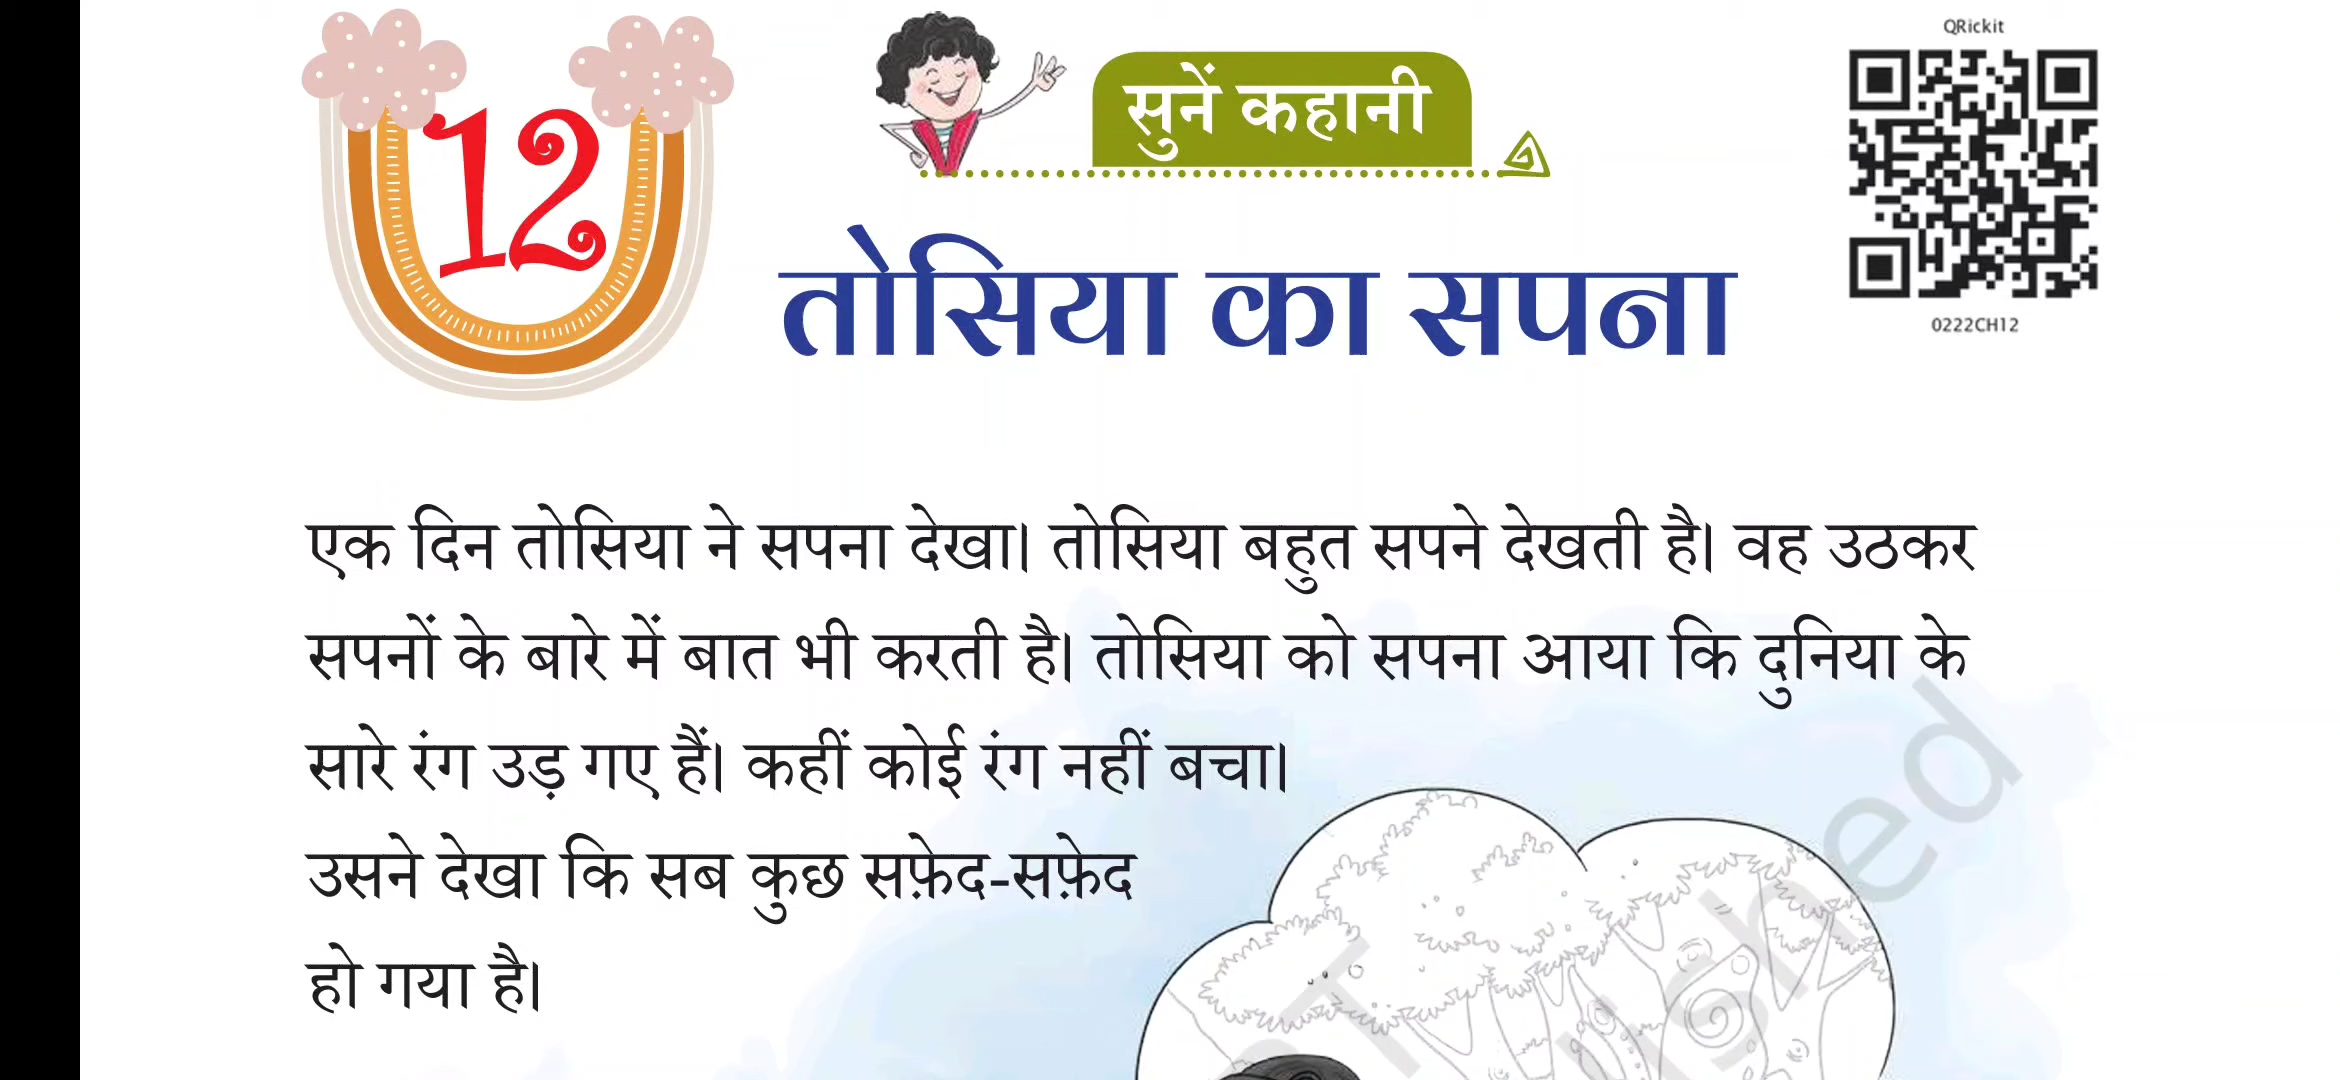 12
सुनें कहानी
QRickit
0222CH12
तोसिया का सपना
एक दिन तोसिया ने सपना देखा। तोसिया बहुत सपने देखती है। वह उठकर
सपनों के बारे में बात भी करती है। तोसिया को सपना आया कि दुनिया के
सारे रंग उड़ गए हैं। कहीं कोई रंग नहीं बचा।
उसने देखा कि सब कुछ सफ़ेद-सफ़ेद
हो गया है।